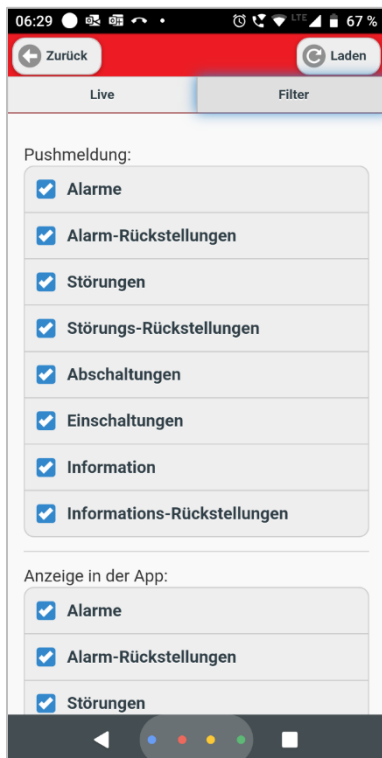 06:29
LTE
67 %
Zurück
Laden
Live
Filter
Pushmeldung:
Alarme
Alarm-Rückstellungen
Störungen
Störungs-Rückstellungen
Abschaltungen
Einschaltungen
Information
Informations-Rückstellungen
Anzeige in der App:
Alarme
Alarm-Rückstellungen
Störungen